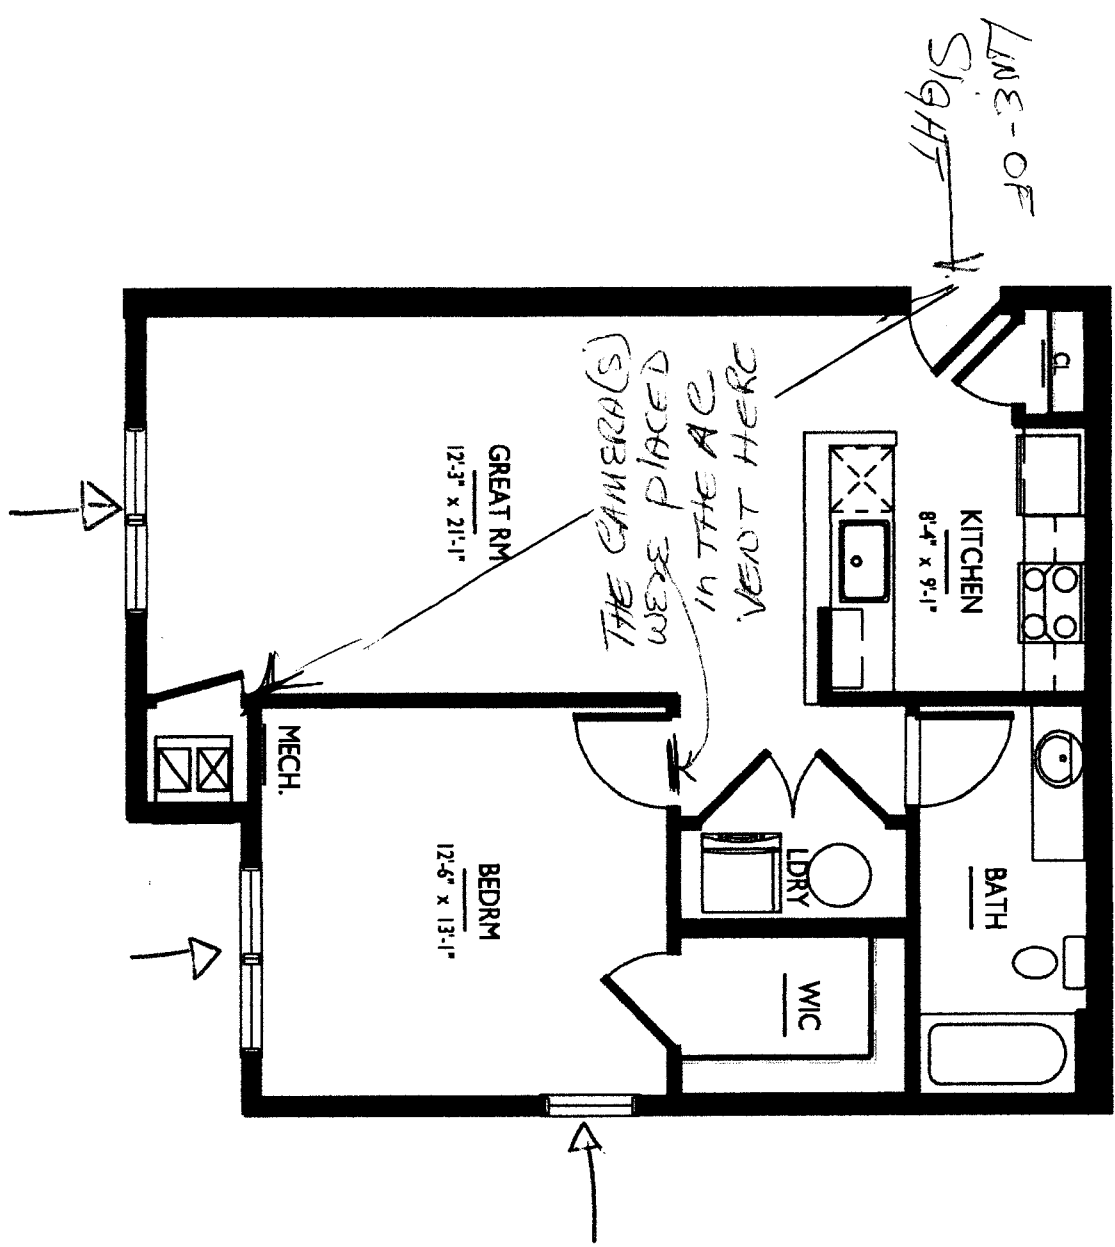 LINE-OF
SIGHT
CL
KITCHEN
8'-4" x 9'-1"
THE CAMERA(S)
WERE PLACED
In THE AC
VENT HERE
GREAT RM
12'-3" x 21'-1"
MECH.
BATH
LDRY
WIC
BEDRM
12'-6" x 13'-1"